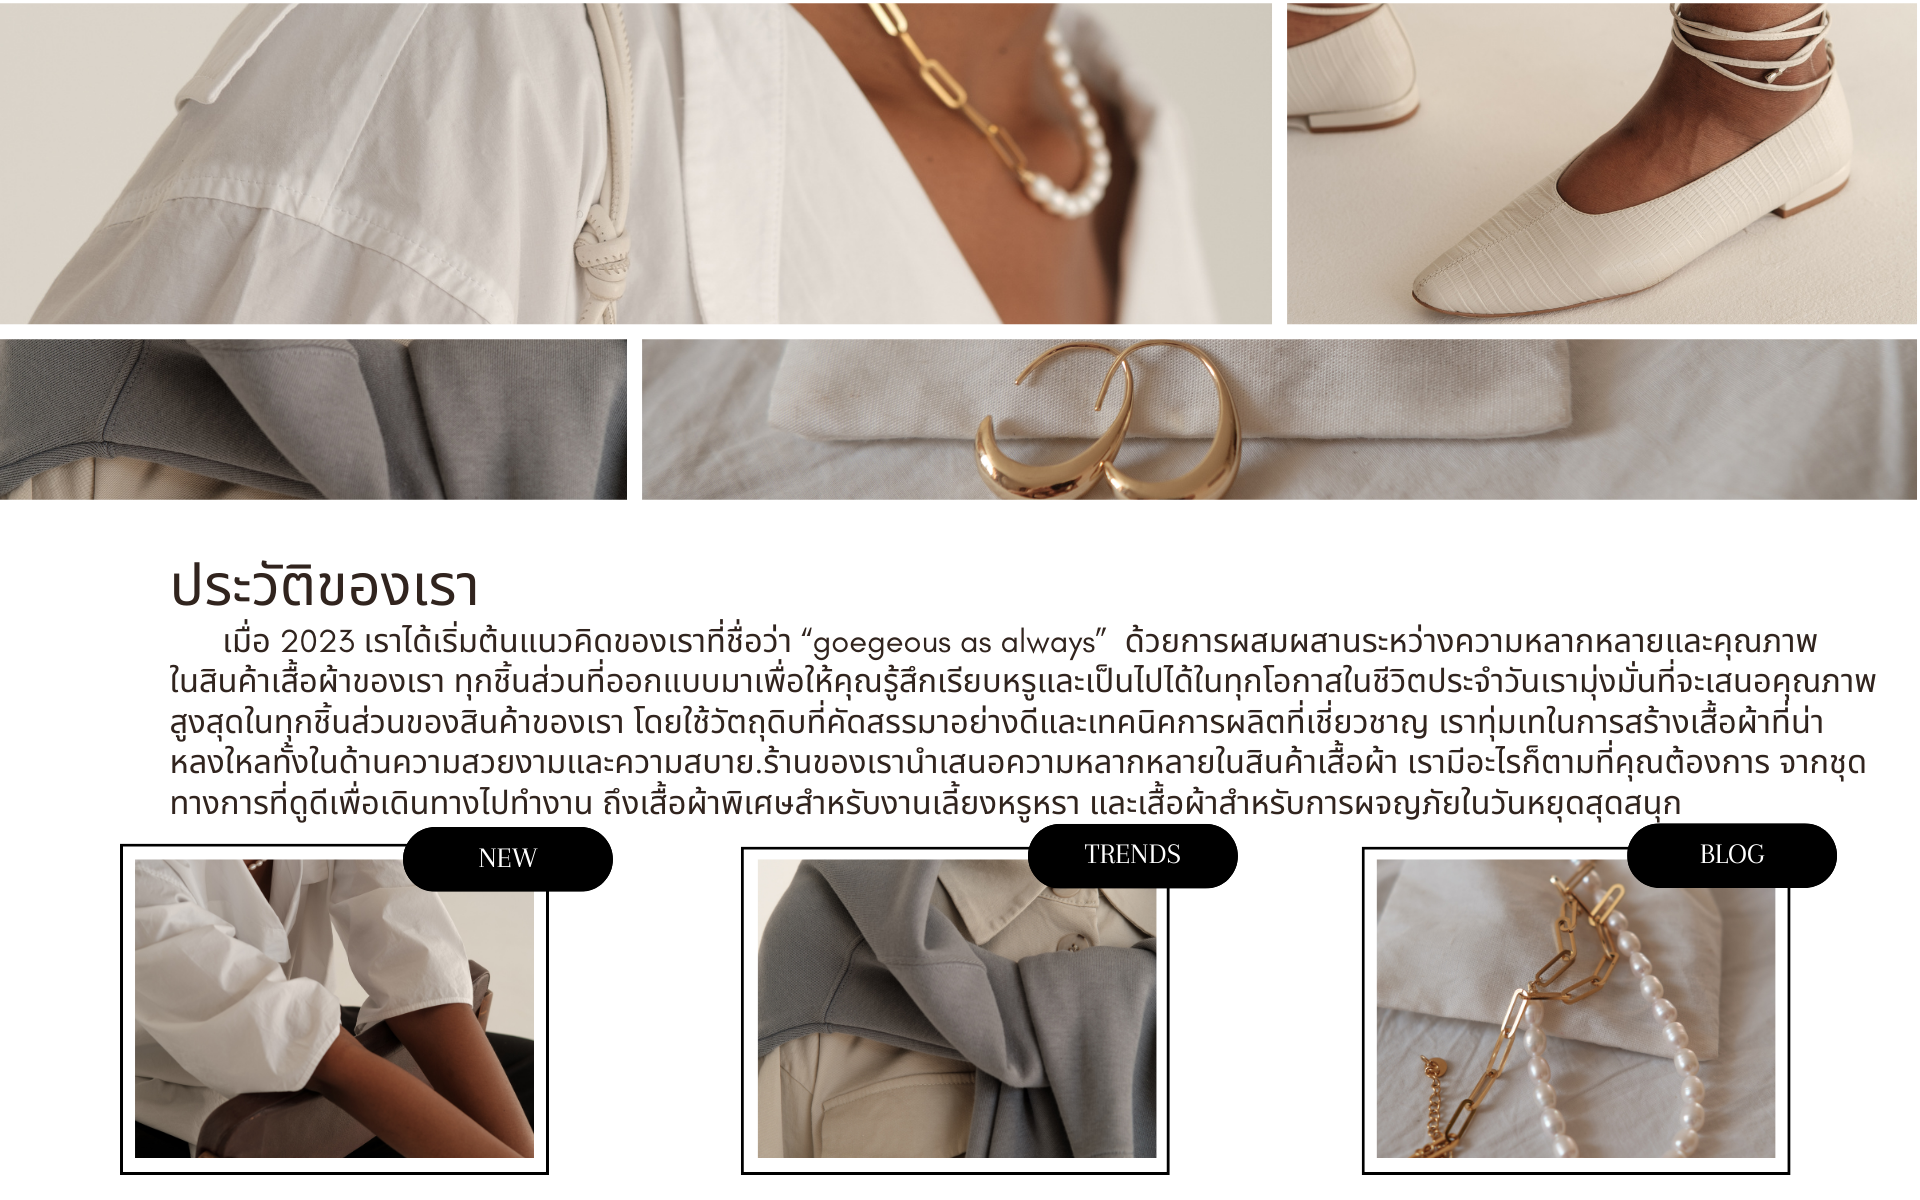 ประวัติของเรา
เมื่อ 2023 เราได้เริ่มต้นแนวคิดของเราที่ชื่อว่า “goegeous as always” ด้วยการผสมผสานระหว่างความหลากหลายและคุณภาพ
ในสินค้าเสื้อผ้าของเรา ทุกชิ้นส่วนที่ออกแบบมาเพื่อให้คุณรู้สึกเรียบหรูและเป็นไปได้ในทุกโอกาสในชีวิตประจำวันเรามุ่งมั่นที่จะเสนอคุณภาพ
สูงสุดในทุกชิ้นส่วนของสินค้าของเรา โดยใช้วัตถุดิบที่คัดสรรมาอย่างดีและเทคนิคการผลิตที่เชี่ยวชาญ เราทุ่มเทในการสร้างเสื้อผ้าที่น่า
หลงใหลทั้งในด้านความสวยงามและความสบาย.ร้านของเรานำเสนอความหลากหลายในสินค้าเสื้อผ้า เรามีอะไรก็ตามที่คุณต้องการ จากชุด
ทางการที่ดูดีเพื่อเดินทางไปทำงาน ถึงเสื้อผ้าพิเศษสำหรับงานเลี้ยงหรูหรา และเสื้อผ้าสำหรับการผจญภัยในวันหยุดสุดสนุก
NEW
TRENDS
BLOG